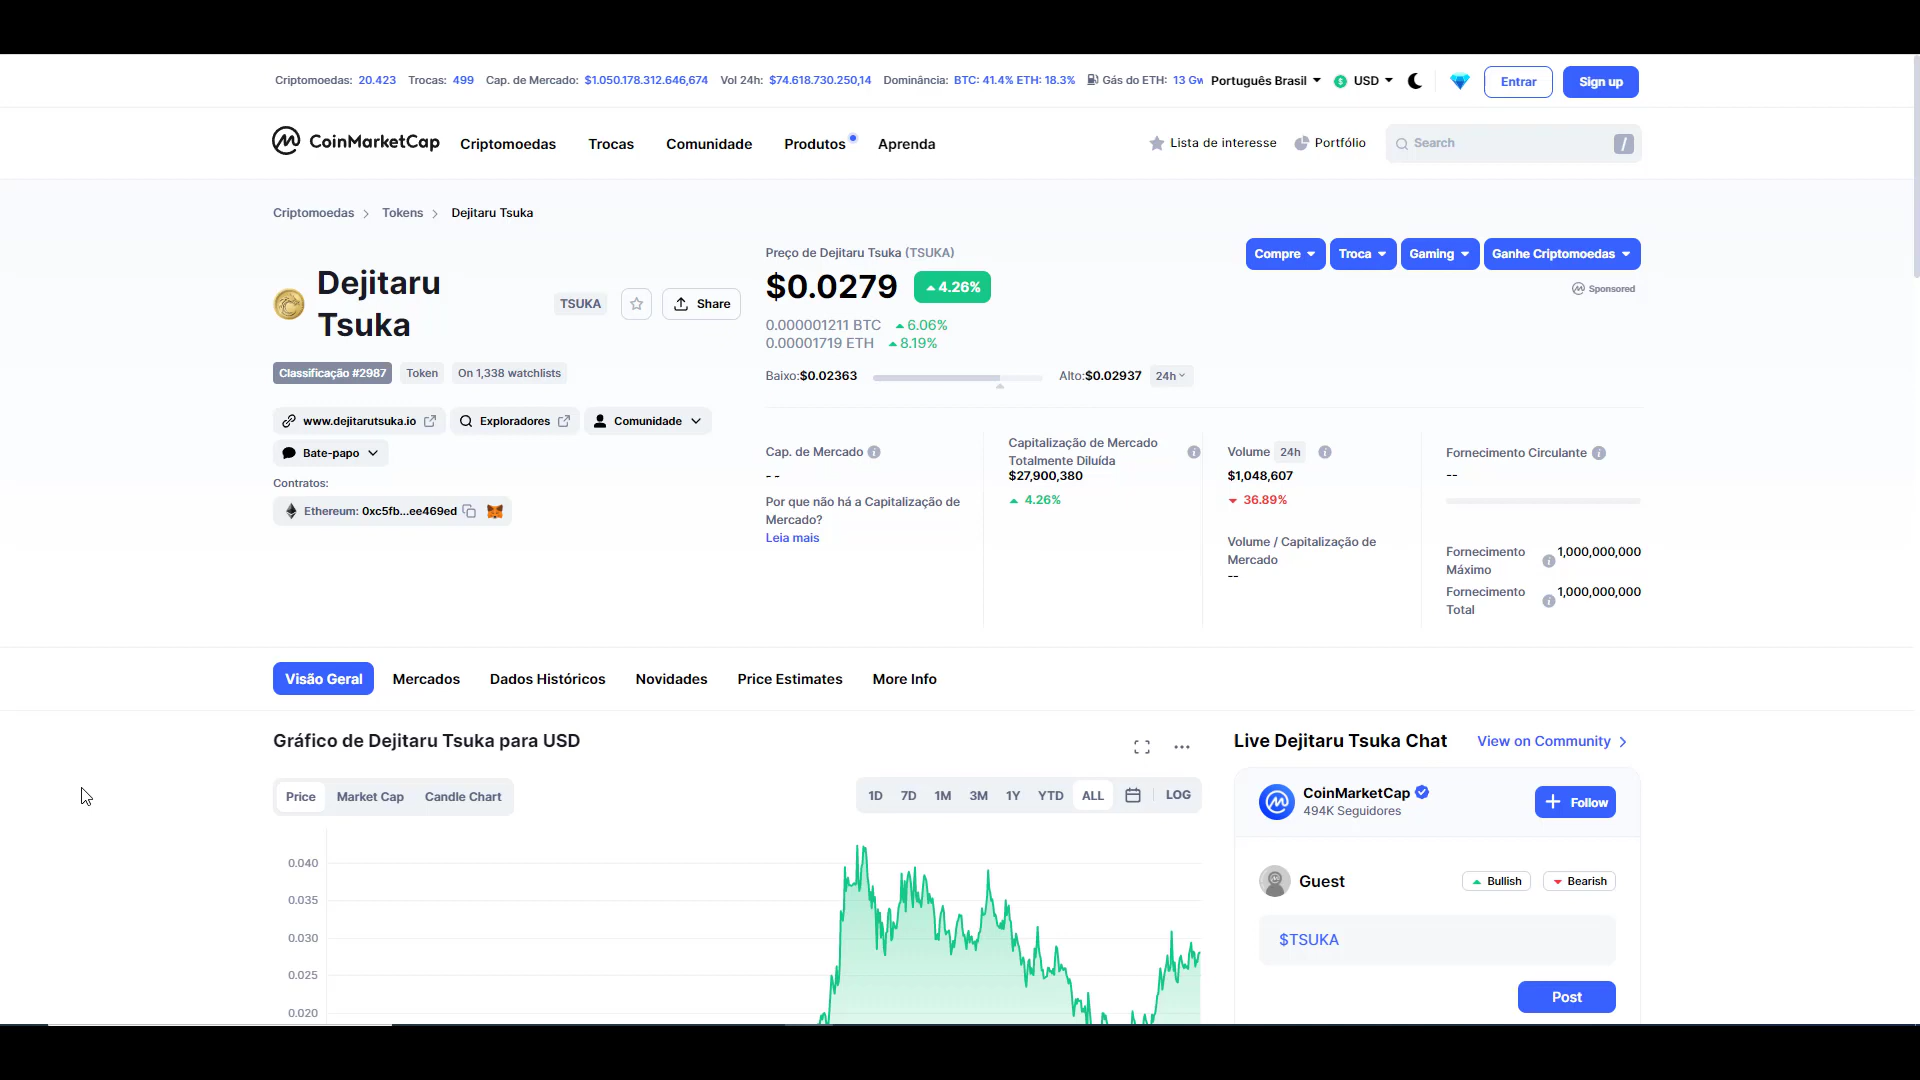 Criptomoedas: 20.423 Trocas: 499 Cap. de Mercado: $1.050.178.312.646,674 Vol 24h: $74.618.730.250,14 Dominância: BTC: 41.4% ETH: 18.3% Gás do ETH: 13 Gw Português Brasil USD Entrar Sign up
CoinMarketCap Criptomoedas Trocas Comunidade Produtos Aprenda Lista de interesse Portfólio Search /
Criptomoedas > Tokens > Dejitaru Tsuka
Dejitaru
Tsuka
TSUKA Share
Classificação #2987 Token On 1,338 watchlists
www.dejitarutsuka.io Exploradores Comunidade
Bate-papo
Contratos:
Ethereum: 0xc5fb...ee469ed
Preço de Dejitaru Tsuka (TSUKA)
$0.0279 4.26%
0.000001211 BTC 6.06%
0.00001719 ETH 8.19%
Baixo:$0.02363 Alto:$0.02937 24h
Compre Troca Gaming Ganhe Criptomoedas
Sponsored
Cap. de Mercado
- -
Por que não há a Capitalização de
Mercado?
Leia mais
Capitalização de Mercado
Totalmente Diluída
$27,900,380
4.26%
Volume 24h
$1,048,607
36.89%
Volume / Capitalização de
Mercado
--
Fornecimento Circulante
--
Fornecimento
Máximo
1,000,000,000
Fornecimento
Total
1,000,000,000
Visão Geral Mercados Dados Históricos Novidades Price Estimates More Info
Gráfico de Dejitaru Tsuka para USD
Price Market Cap Candle Chart 1D 7D 1M 3M 1Y YTD ALL LOG
0.040
0.035
0.030
0.025
0.020
Live Dejitaru Tsuka Chat View on Community >
CoinMarketCap
494K Seguidores
+ Follow
Guest Bullish Bearish
$TSUKA
Post